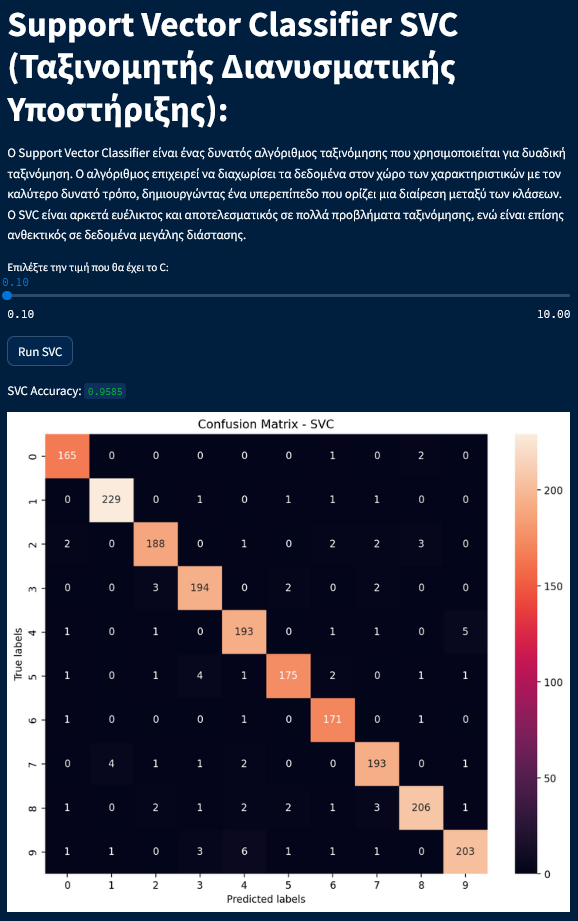 Support Vector Classifier SVC
(Ταξινομητής Διανυσματικής
Υποστήριξης):
Ο Support Vector Classifier είναι ένας δυνατός αλγόριθμος ταξινόμησης που χρησιμοποιείται για δυαδική
ταξινόμηση. Ο αλγόριθμος επιχειρεί να διαχωρίσει τα δεδομένα στον χώρο των χαρακτηριστικών με τον
καλύτερο δυνατό τρόπο, δημιουργώντας ένα υπερεπίπεδο που ορίζει μια διαίρεση μεταξύ των κλάσεων.
Ο SVC είναι αρκετά ευέλικτος και αποτελεσματικός σε πολλά προβλήματα ταξινόμησης, ενώ είναι επίσης
ανθεκτικός σε δεδομένα μεγάλης διάστασης.
Επιλέξτε την τιμή που θα έχει το C:
0.10
0.10 10.00
Run SVC
SVC Accuracy: 0.9585
Confusion Matrix - SVC
0 165 0 0 0 0 0 1 0 2 0
1 0 229 0 1 0 1 1 1 0 0
2 2 0 188 0 1 0 2 2 3 0
3 0 0 3 194 0 2 0 2 0 0
4 1 0 1 0 193 0 1 1 0 5
5 1 0 1 4 1 175 2 0 1 1
6 1 0 0 0 1 0 171 0 1 0
7 0 4 1 1 2 0 0 193 0 1
8 1 0 2 1 2 2 1 3 206 1
9 1 1 0 3 6 1 1 1 0 203
0 1 2 3 4 5 6 7 8 9
Predicted labels
True labels
200
150
100
50
0